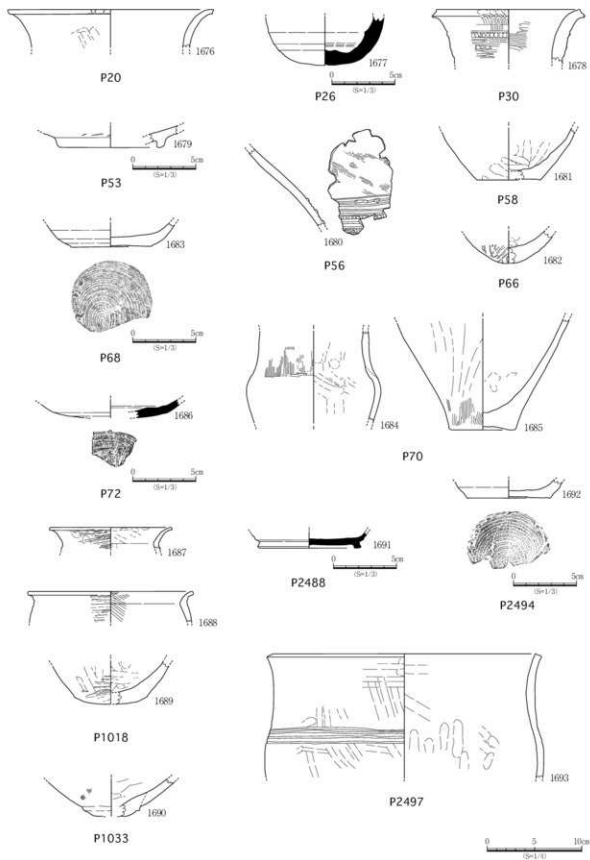 1676
P20
1677
0 5cm
(S=1/3)
P26
1678
P30
1679
0 5cm
(S=1/3)
P53
1680
P56
1681
P58
1682
P66
1683
0 5cm
(S=1/3)
P68
1684
1685
P70
1686
0 5cm
(S=1/3)
P72
1687
1688
1689
P1018
1690
P1033
1691
0 5cm
(S=1/3)
P2488
1692
0 5cm
(S=1/3)
P2494
1693
P2497
0 5 10cm
(S=1/4)